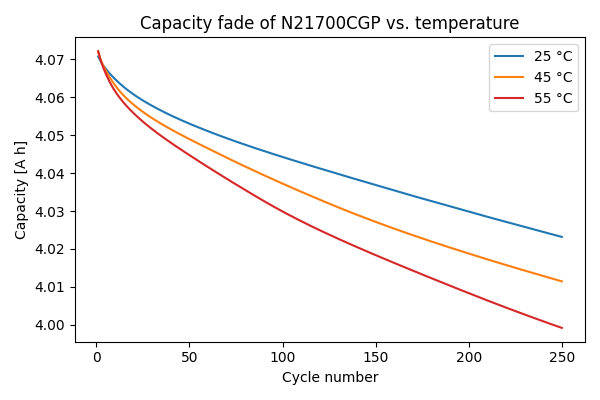 Capacity fade of N21700CGP vs. temperature
25 °C
45 °C
55 °C
4.07
4.06
4.05
4.04
4.03
4.02
4.01
4.00
Capacity [A h]
0 50 100 150 200 250
Cycle number